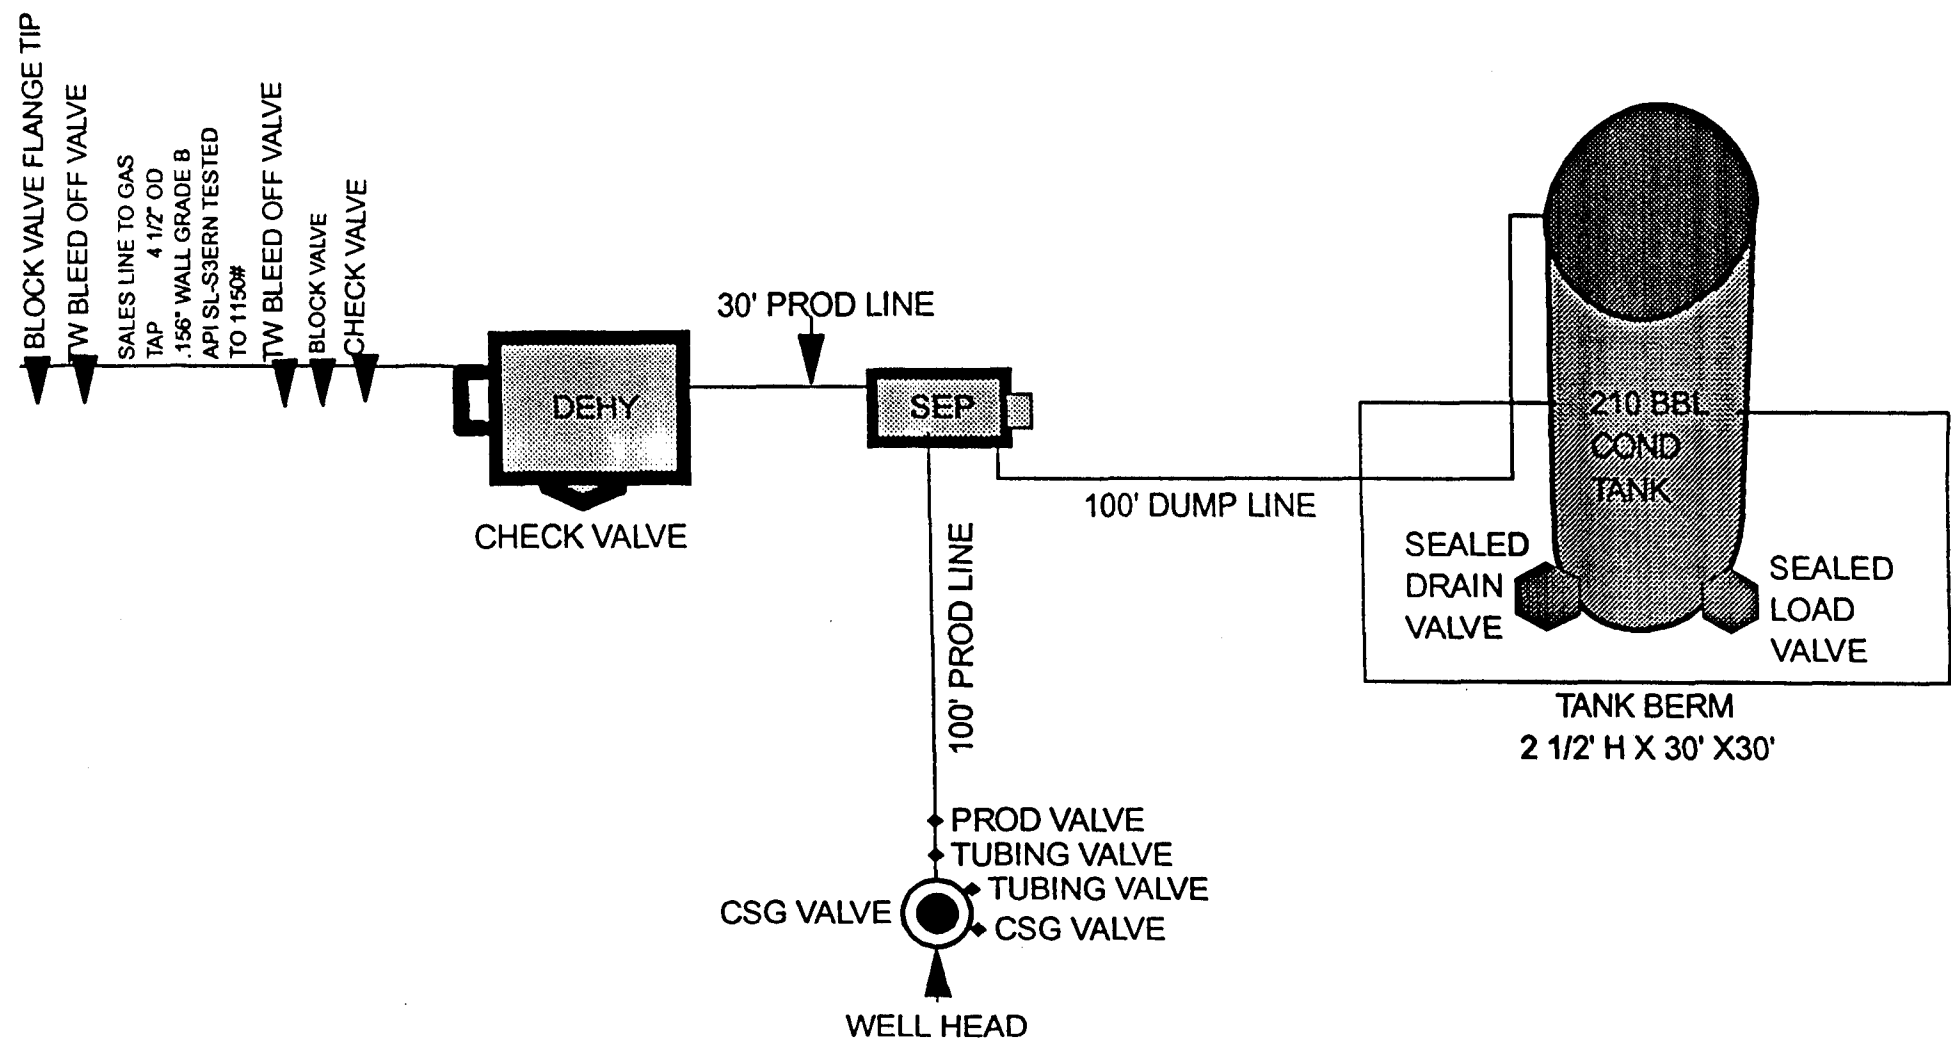 BLOCK VALVE FLANGE TIP
TW BLEED OFF VALVE
SALES LINE TO GAS
TAP 4 1/2" OD
.156" WALL GRADE B
API SL-S3ERN TESTED
TO 1150#
TW BLEED OFF VALVE
BLOCK VALVE
CHECK VALVE
30' PROD LINE
DEHY
SEP
CHECK VALVE
100' DUMP LINE
210 BBL
COND
TANK
SEALED
DRAIN
VALVE
SEALED
LOAD
VALVE
TANK BERM
2 1/2' H X 30' X30'
100' PROD LINE
PROD VALVE
TUBING VALVE
TUBING VALVE
CSG VALVE
CSG VALVE
WELL HEAD